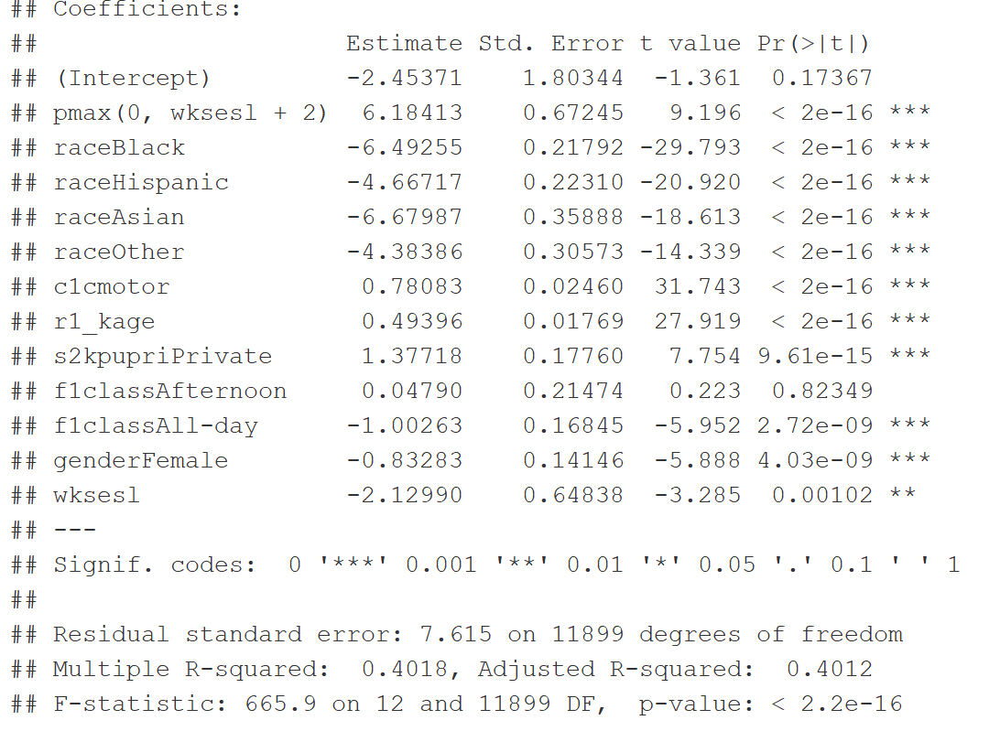 ## Coefficients:
##                      Estimate Std. Error t value Pr(>|t|)
## (Intercept)          -2.45371    1.80344  -1.361  0.17367
## pmax(0, wksesl + 2)   6.18413    0.67245   9.196  < 2e-16 ***
## raceBlack            -6.49255    0.21792 -29.793  < 2e-16 ***
## raceHispanic         -4.66717    0.22310 -20.920  < 2e-16 ***
## raceAsian            -6.67987    0.35888 -18.613  < 2e-16 ***
## raceOther            -4.38386    0.30573 -14.339  < 2e-16 ***
## c1cmotor              0.78083    0.02460  31.743  < 2e-16 ***
## r1_kage               0.49396    0.01769  27.919  < 2e-16 ***
## s2kpupriPrivate       1.37718    0.17760   7.754 9.61e-15 ***
## f1classAfternoon      0.04790    0.21474   0.223  0.82349
## f1classAll-day       -1.00263    0.16845  -5.952 2.72e-09 ***
## genderFemale         -0.83283    0.14146  -5.888 4.03e-09 ***
## wksesl               -2.12990    0.64838  -3.285  0.00102 **
## ---
## Signif. codes:  0 '***' 0.001 '**' 0.01 '*' 0.05 '.' 0.1 ' ' 1
##
## Residual standard error: 7.615 on 11899 degrees of freedom
## Multiple R-squared:  0.4018, Adjusted R-squared:  0.4012
## F-statistic: 665.9 on 12 and 11899 DF,  p-value: < 2.2e-16